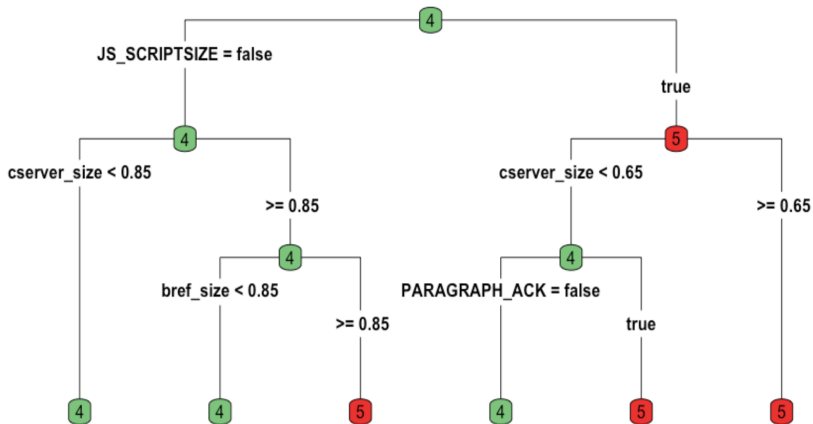 4
JS_SCRIPTSIZE = false
true
4
5
cserver_size < 0.85
cserver_size < 0.65
>= 0.85
>= 0.65
4
4
bref_size < 0.85
PARAGRAPH_ACK = false
>= 0.85
true
4
4
5
4
5
5